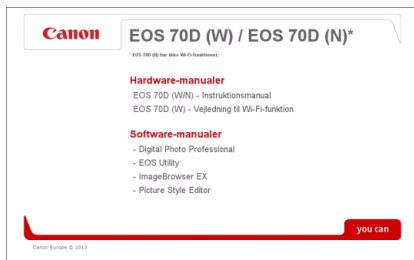 Canon
EOS 70D (W) / EOS 70D (N)*
* EOS 70D (N) har ikke Wi-Fi-funktioner.
Hardware-manualer
EOS 70D (W/N) - Instruktionsmanual
EOS 70D (W) - Vejledning til Wi-Fi-funktion
Software-manualer
- Digital Photo Professional
- EOS Utility
- ImageBrowser EX
- Picture Style Editor
you can
Canon Europe © 2013